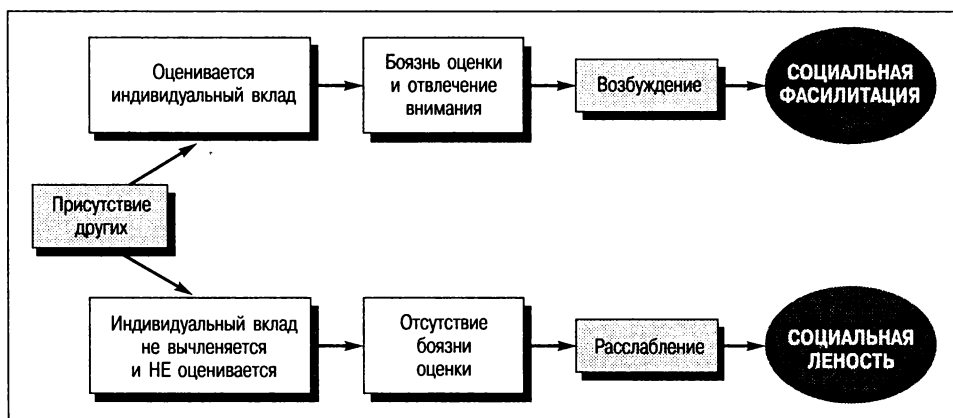 Оценивается
индивидуальный вклад
Боязнь оценки
и отвлечение
внимания
Возбуждение
СОЦИАЛЬНАЯ
ФАСИЛИТАЦИЯ
Присутствие
других
Индивидуальный вклад
не вычленяется
и НЕ оценивается
Отсутствие
боязни
оценки
Расслабление
СОЦИАЛЬНАЯ
ЛЕНОСТЬ